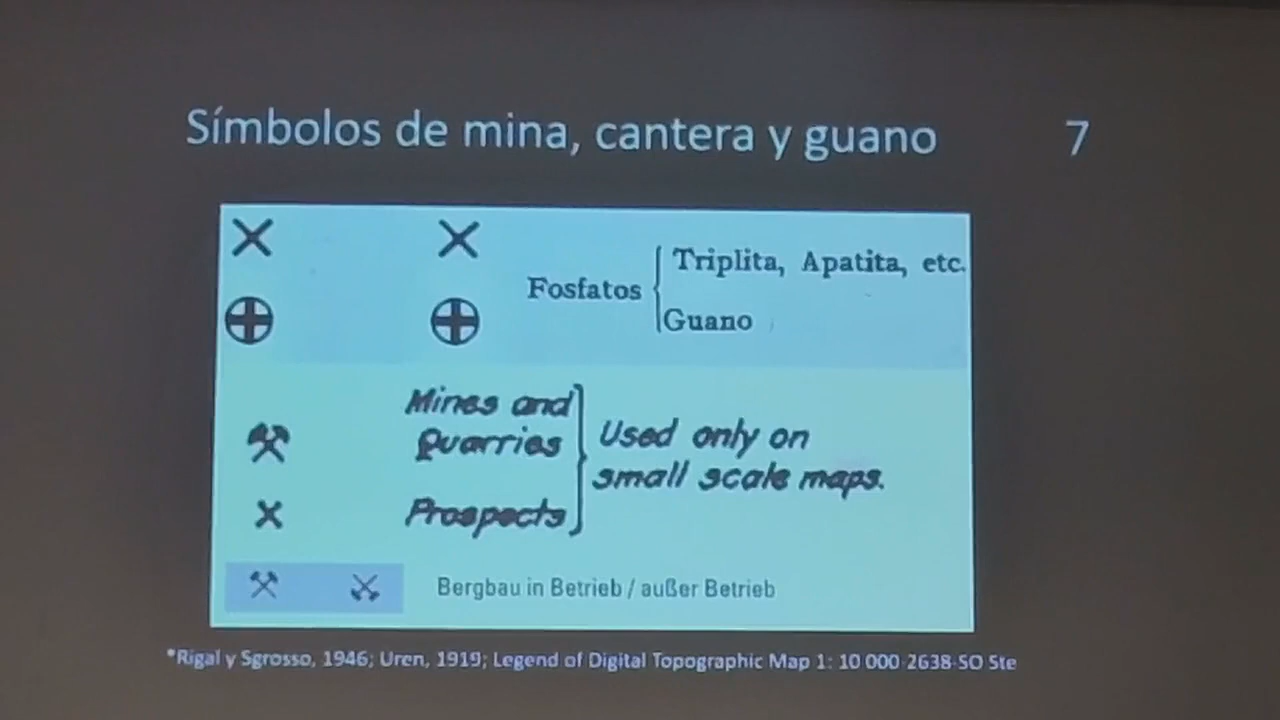 Símbolos de mina, cantera y guano 7
Fosfatos
Triplita, Apatita, etc.
Guano
Mines and
Quarries
Used only on
small scale maps.
Prospects
Bergbau in Betrieb / außer Betrieb
*Rigal y Sgrosso, 1946; Uren, 1919; Legend of Digital Topographic Map 1: 10 000 2638-SO Ste